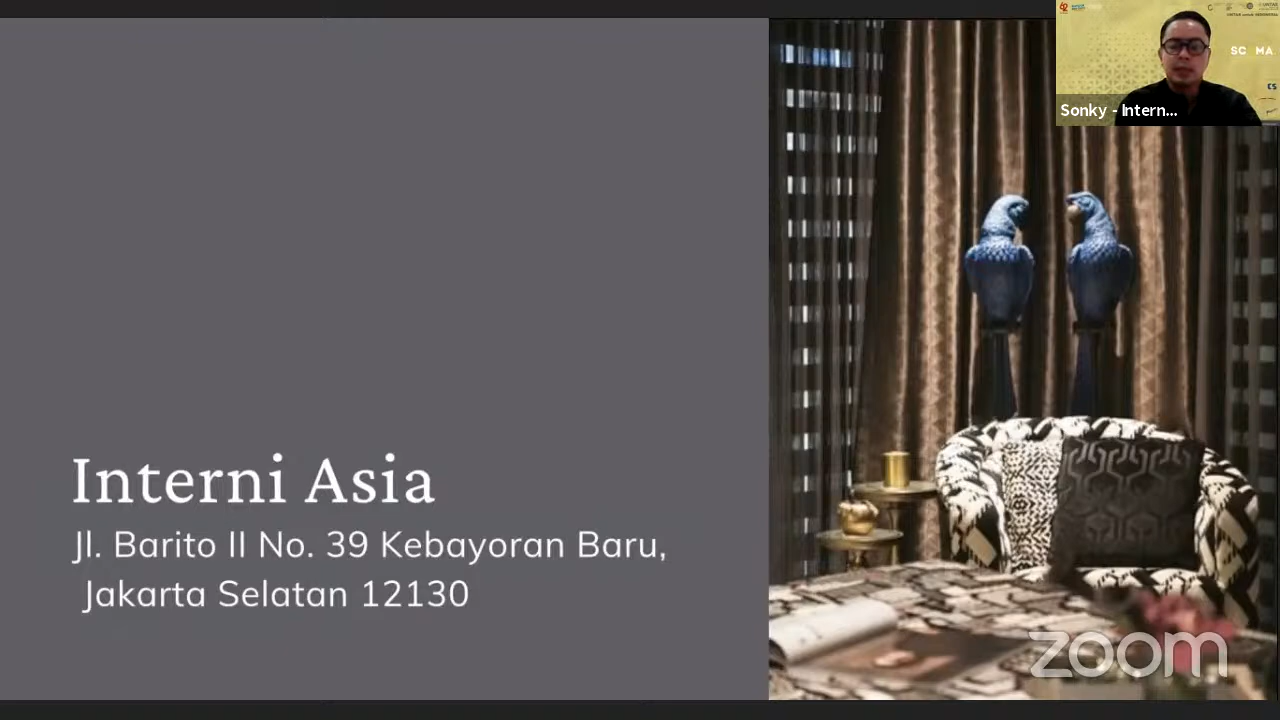 Interni Asia
Jl. Barito II No. 39 Kebayoran Baru,
Jakarta Selatan 12130
SC MA
Sonky - Intern...
zoom